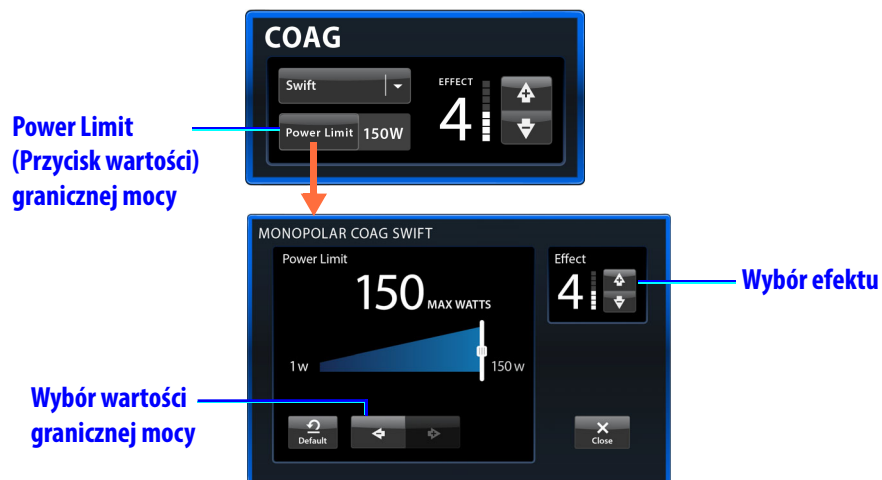 COAG
Swift
EFFECT
4
Power Limit 150W
Power Limit
(Przycisk wartości)
granicznej mocy
MONOPOLAR COAG SWIFT
Power Limit
150 MAX WATTS
1 w
150 w
Default
Effect
4
Close
Wybór efektu
Wybór wartości
granicznej mocy